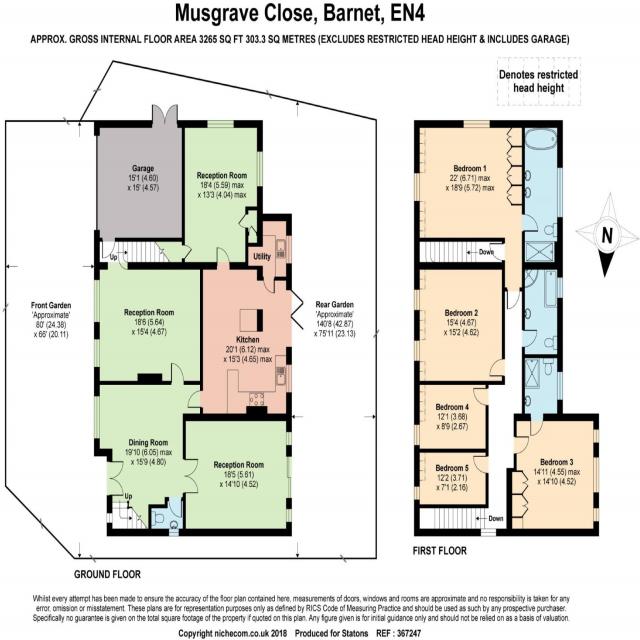 Musgrave Close, Barnet, EN4
APPROX. GROSS INTERNAL FLOOR AREA 3265 SQ FT 303.3 SQ METRES (EXCLUDES RESTRICTED HEAD HEIGHT & INCLUDES GARAGE)
Denotes restricted
head height
Garage
15'1 (4.60)
x 15' (4.57)
Reception Room
18'4 (5.59) max
x 13'3 (4.04) max
Utility
Up
Front Garden
'Approximate'
80' (24.38)
x 66' (20.11)
Reception Room
18'6 (5.64)
x 15'4 (4.67)
Kitchen
20'1 (6.12) max
x 15'3 (4.65) max
Rear Garden
'Approximate'
140'8 (42.87)
x 75'11 (23.13)
Dining Room
19'10 (6.05) max
x 15'9 (4.80)
Reception Room
18'5 (5.61)
x 14'10 (4.52)
Up
GROUND FLOOR
Bedroom 1
22' (6.71) max
x 18'9 (5.72) max
Down
N
Bedroom 2
15'4 (4.67)
x 15'2 (4.62)
Bedroom 4
12'1 (3.68)
x 8'9 (2.67)
Bedroom 5
12'2 (3.71)
x 7'1 (2.16)
Bedroom 3
14'11 (4.55) max
x 14'10 (4.52)
Down
FIRST FLOOR
Whilst every attempt has been made to ensure the accuracy of the floor plan contained here, measurements of doors, windows and rooms are approximate and no responsibility is taken for any
error, omission or misstatement. These plans are for representation purposes only as defined by RICS Code of Measuring Practice and should be used as such by any prospective purchaser.
Specifically no guarantee is given on the total square footage of the property if quoted on this plan. Any figure given is for initial guidance only and should not be relied on as a basis of valuation.
Copyright nichecom.co.uk 2018 Produced for Statons REF : 367247